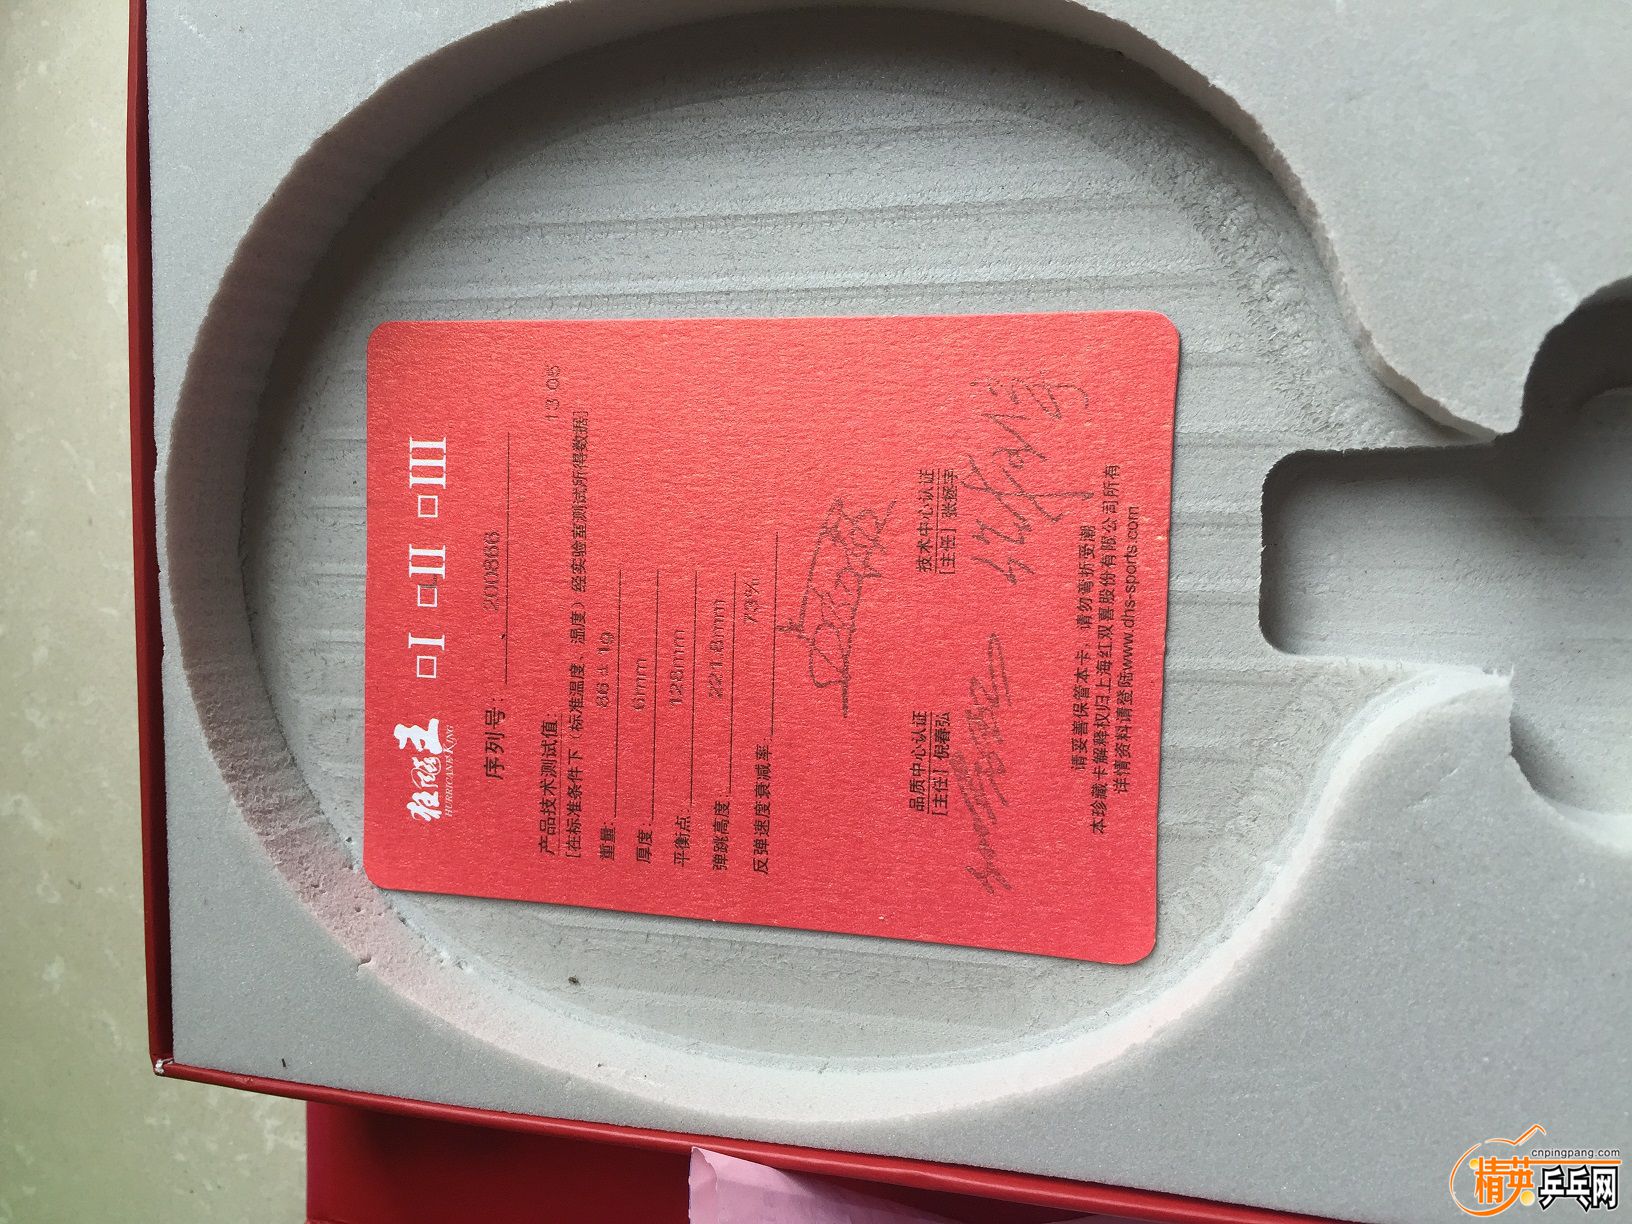 狂飚王 □I □II □III
HURRICANE KING
序列号: 200886
产品技术测试值: 13 05
[在标准条件下（标准温度、湿度）经实验室测试所得数据]
重量: 86±1g
厚度: 6mm
平衡点: 128mm
弹跳高度: 221.8mm
反弹速度衰减率: 73%
品质中心认证 技术中心认证
[主任] 倪春弘 [主任] 张拯宇
请妥善保管本卡，请勿弯折受潮
本珍藏卡解释权归上海红双喜股份有限公司所有
详情资料请登陆www.dhs-sports.com
cnpingpang.com
精英乒乓网